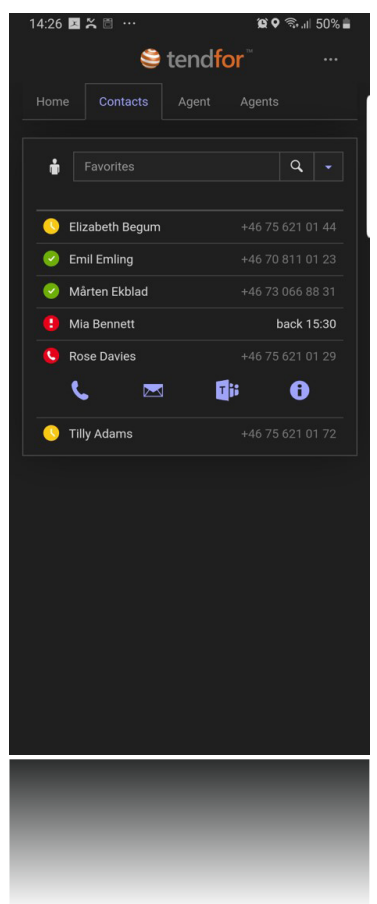 14:26 50%
tendfor™
Home Contacts Agent Agents
Favorites
Elizabeth Begum +46 75 621 01 44
Emil Emling +46 70 811 01 23
Mårten Ekblad +46 73 066 88 31
Mia Bennett back 15:30
Rose Davies +46 75 621 01 29
Tilly Adams +46 75 621 01 72